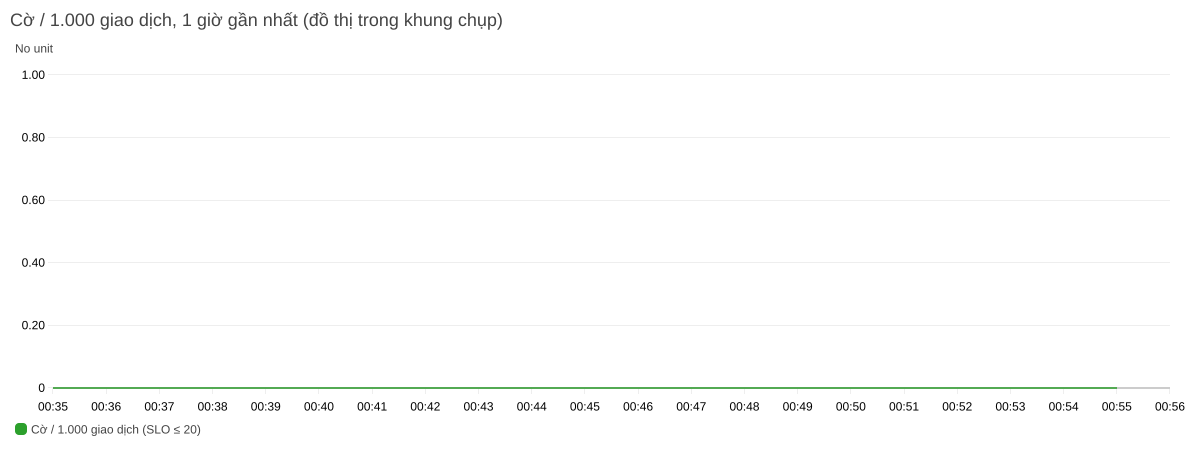 Cờ / 1.000 giao dịch, 1 giờ gần nhất (đồ thị trong khung chụp)
No unit
1.00
0.80
0.60
0.40
0.20
0
00:35 00:36 00:37 00:38 00:39 00:40 00:41 00:42 00:43 00:44 00:45 00:46 00:47 00:48 00:49 00:50 00:51 00:52 00:53 00:54 00:55 00:56
Cờ / 1.000 giao dịch (SLO ≤ 20)